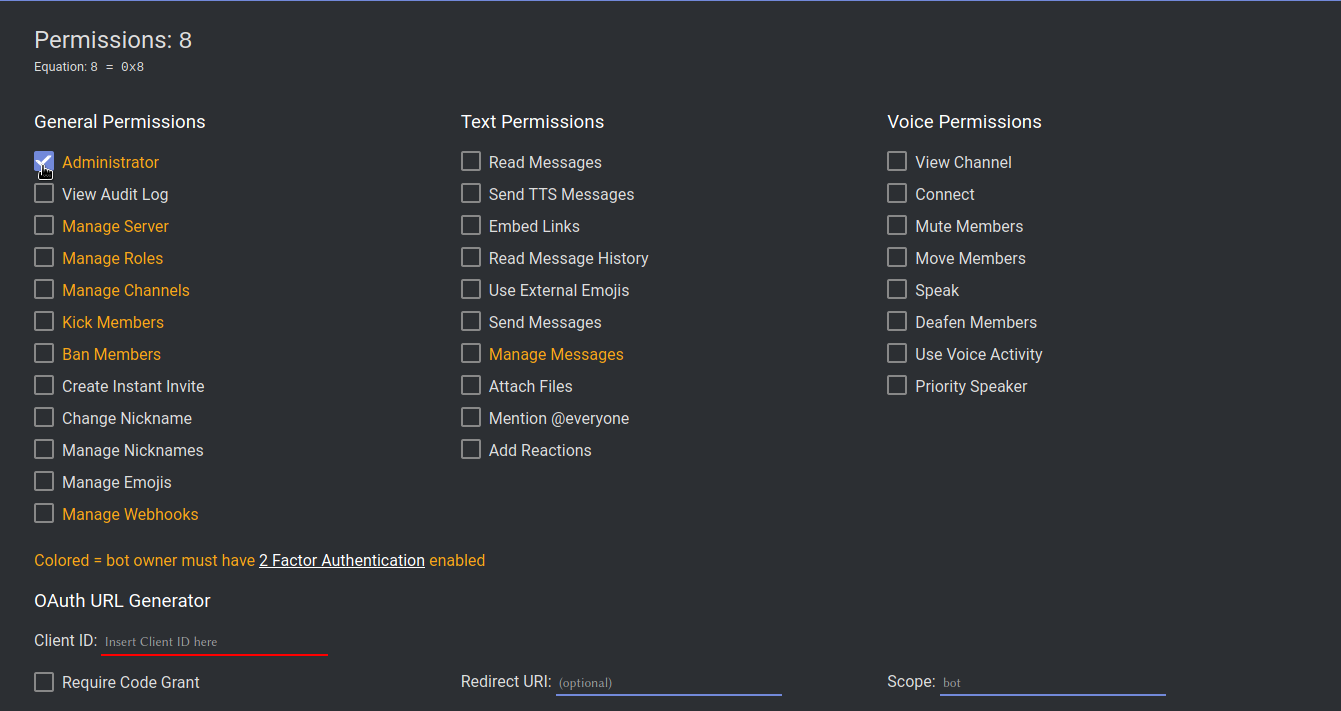 Permissions: 8
Equation: 8 = 0x8
General Permissions
Administrator
View Audit Log
Manage Server
Manage Roles
Manage Channels
Kick Members
Ban Members
Create Instant Invite
Change Nickname
Manage Nicknames
Manage Emojis
Manage Webhooks
Text Permissions
Read Messages
Send TTS Messages
Embed Links
Read Message History
Use External Emojis
Send Messages
Manage Messages
Attach Files
Mention @everyone
Add Reactions
Voice Permissions
View Channel
Connect
Mute Members
Move Members
Speak
Deafen Members
Use Voice Activity
Priority Speaker
Colored = bot owner must have 2 Factor Authentication enabled
OAuth URL Generator
Client ID: Insert Client ID here
Require Code Grant
Redirect URI: (optional)
Scope: bot